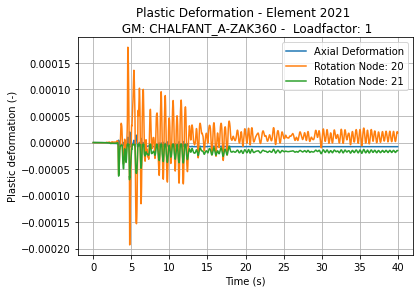 Plastic Deformation - Element 2021
GM: CHALFANT_A-ZAK360 -  Loadfactor: 1
Axial Deformation
Rotation Node: 20
Rotation Node: 21
Plastic deformation (-)
0.00015
0.00010
0.00005
0.00000
−0.00005
−0.00010
−0.00015
−0.00020
0 5 10 15 20 25 30 35 40
Time (s)